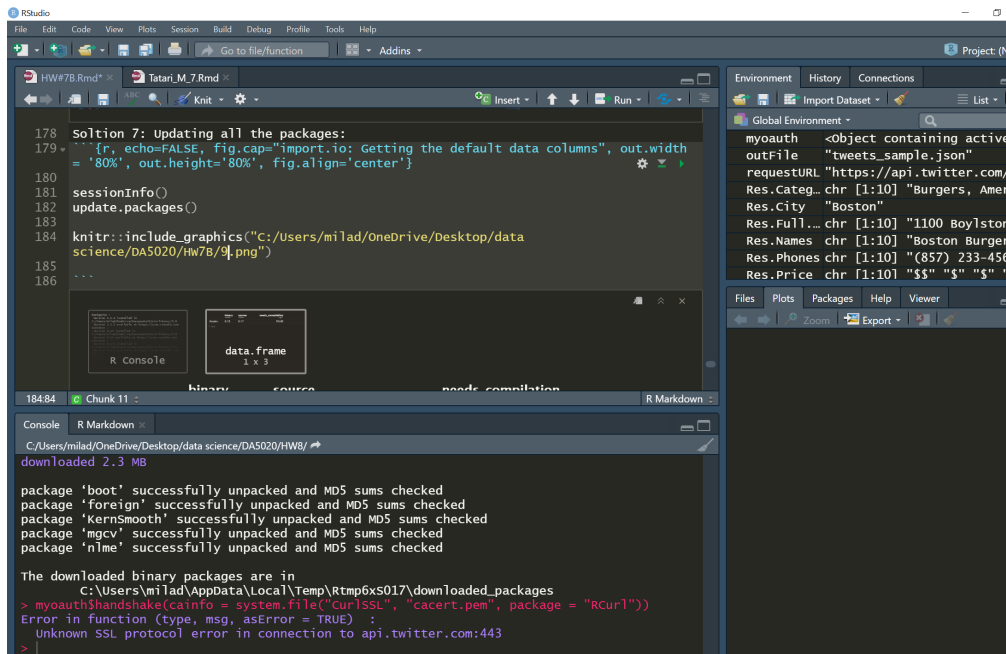 RStudio
File Edit Code View Plots Session Build Debug Profile Tools Help
Go to file/function Addins Project: (N
HW#7B.Rmd* Tatari_M_7.Rmd
ABC Knit Insert Run
178 Soltion 7: Updating all the packages:
179 ```{r, echo=FALSE, fig.cap="import.io: Getting the default data columns", out.width
= '80%', out.height='80%', fig.align='center'}
180
181 sessionInfo()
182 update.packages()
183
184 knitr::include_graphics("C:/Users/milad/OneDrive/Desktop/data
science/DA5020/HW7B/9.png")
185
186 ```
R Console
data.frame
1 x 3
binary source needs_compilation
184:84 C Chunk 11 R Markdown
Console R Markdown
C:/Users/milad/OneDrive/Desktop/data science/DA5020/HW8/
downloaded 2.3 MB
package ‘boot’ successfully unpacked and MD5 sums checked
package ‘foreign’ successfully unpacked and MD5 sums checked
package ‘KernSmooth’ successfully unpacked and MD5 sums checked
package ‘mgcv’ successfully unpacked and MD5 sums checked
package ‘nlme’ successfully unpacked and MD5 sums checked
The downloaded binary packages are in
C:\Users\milad\AppData\Local\Temp\Rtmp6xS017\downloaded_packages
> myoauth$handshake(cainfo = system.file("CurlSSL", "cacert.pem", package = "RCurl"))
Error in function (type, msg, asError = TRUE) :
Unknown SSL protocol error in connection to api.twitter.com:443
>
Environment History Connections
Import Dataset List
Global Environment
myoauth <Object containing active
outFile "tweets_sample.json"
requestURL "https://api.twitter.com/
Res.Categ… chr [1:10] "Burgers, Amer
Res.City "Boston"
Res.Full.… chr [1:10] "1100 Boylston
Res.Names chr [1:10] "Boston Burger
Res.Phones chr [1:10] "(857) 233-456
Res.Price chr [1:10] "$$" "$" "$" "
Files Plots Packages Help Viewer
Zoom Export